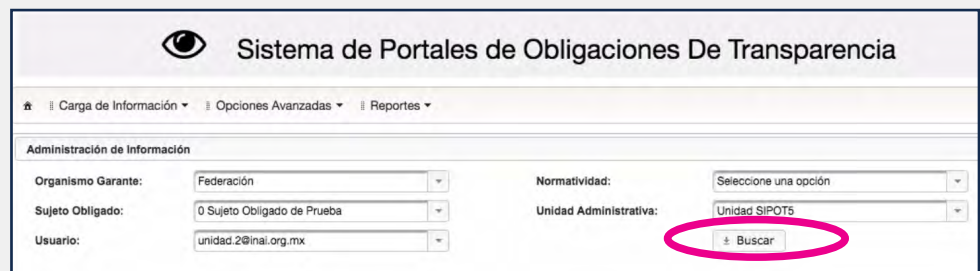 Sistema de Portales de Obligaciones De Transparencia
Carga de Información Opciones Avanzadas Reportes
Administración de Información
Organismo Garante: Federación Normatividad: Seleccione una opción
Sujeto Obligado: 0 Sujeto Obligado de Prueba Unidad Administrativa: Unidad SIPOT5
Usuario: unidad.2@inai.org.mx Buscar